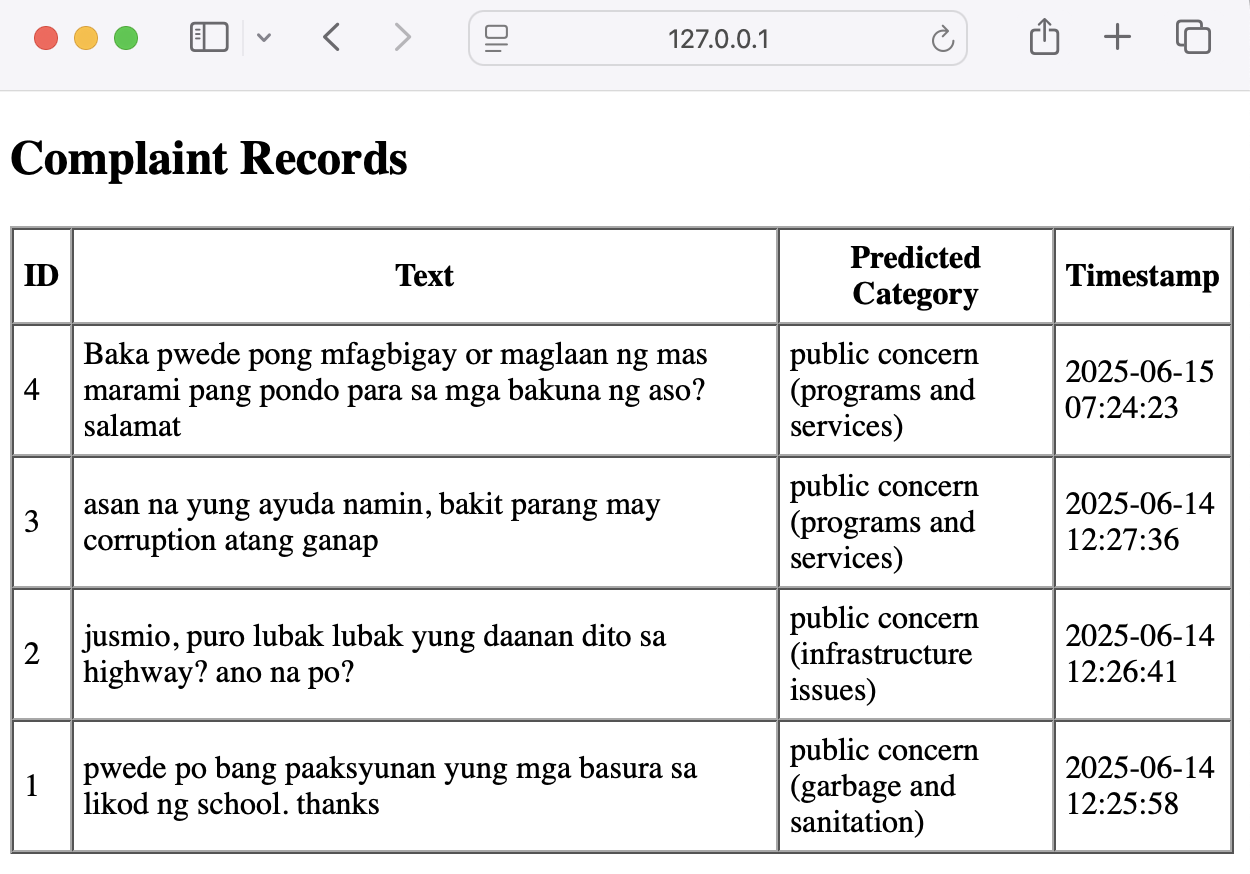 127.0.0.1
Complaint Records
ID
Text
Predicted
Category
Timestamp
4
Baka pwede pong mfagbigay or maglaan ng mas
marami pang pondo para sa mga bakuna ng aso?
salamat
public concern
(programs and
services)
2025-06-15
07:24:23
3
asan na yung ayuda namin, bakit parang may
corruption atang ganap
public concern
(programs and
services)
2025-06-14
12:27:36
2
jusmio, puro lubak lubak yung daanan dito sa
highway? ano na po?
public concern
(infrastructure
issues)
2025-06-14
12:26:41
1
pwede po bang paaksyunan yung mga basura sa
likod ng school. thanks
public concern
(garbage and
sanitation)
2025-06-14
12:25:58